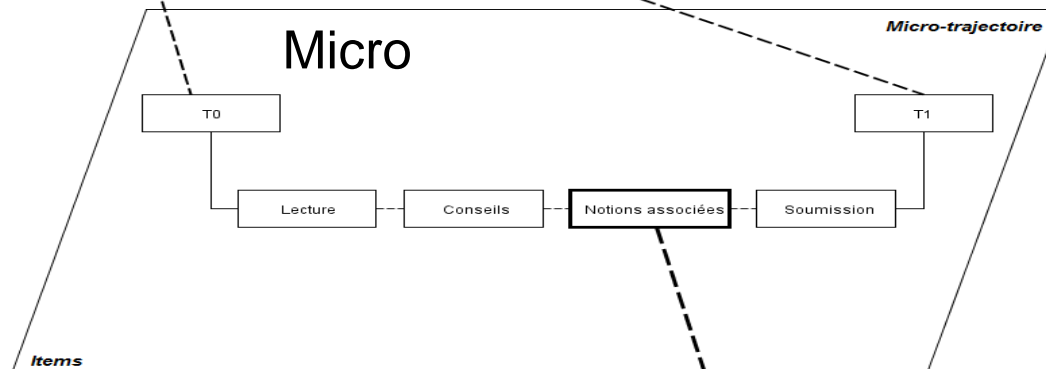 Micro-trajectoire
Micro
T0
T1
Lecture
Conseils
Notions associées
Soumission
Items